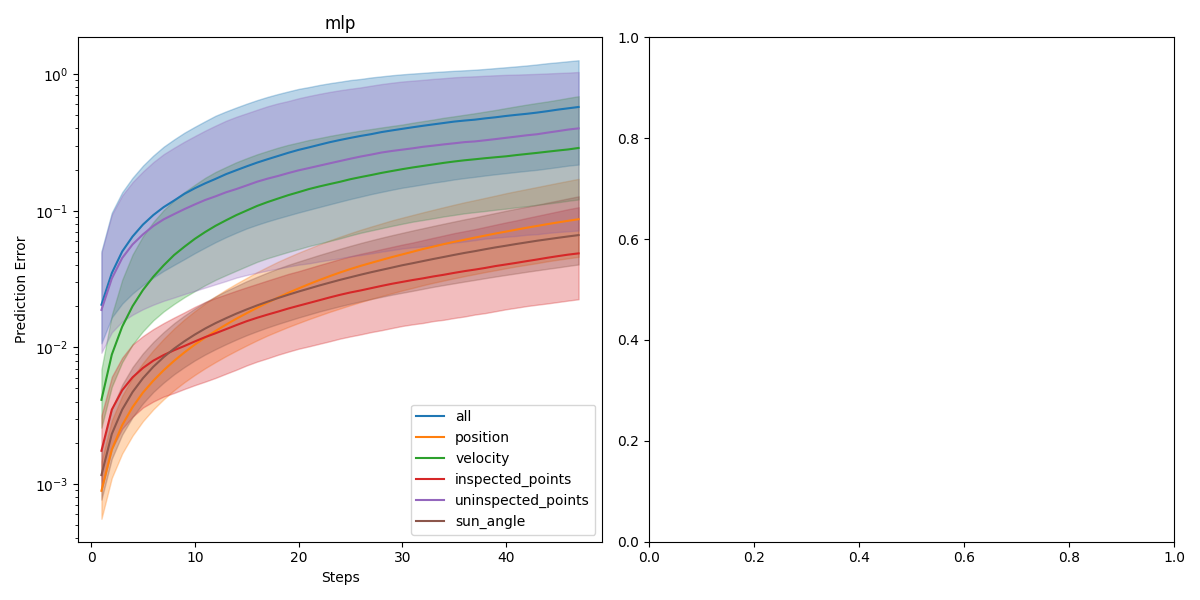 mlp
Prediction Error
10^0
10^-1
10^-2
10^-3
0 10 20 30 40
Steps
all
position
velocity
inspected_points
uninspected_points
sun_angle
1.0
0.8
0.6
0.4
0.2
0.0
0.0 0.2 0.4 0.6 0.8 1.0